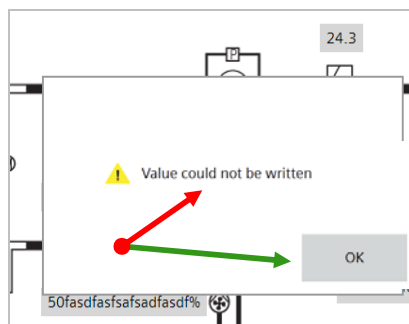 24.3
P
Value could not be written
OK
50fasdfasfsafsadfasdf%